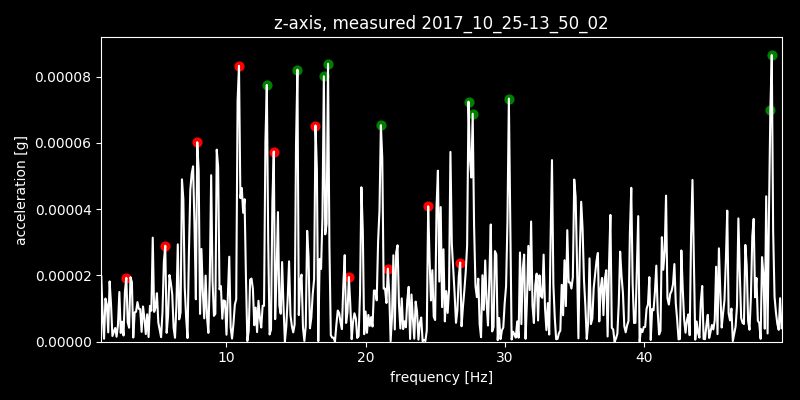 z-axis, measured 2017_10_25-13_50_02
0.00008
0.00006
0.00004
0.00002
0.00000
acceleration [g]
10 20 30 40
frequency [Hz]